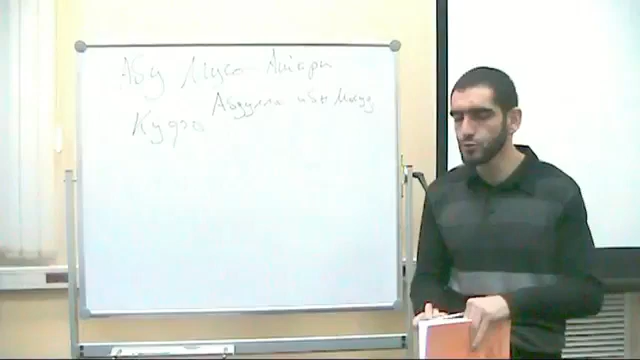 Абу Муса Ашари
Абдулла ибн Масуд
Куфа